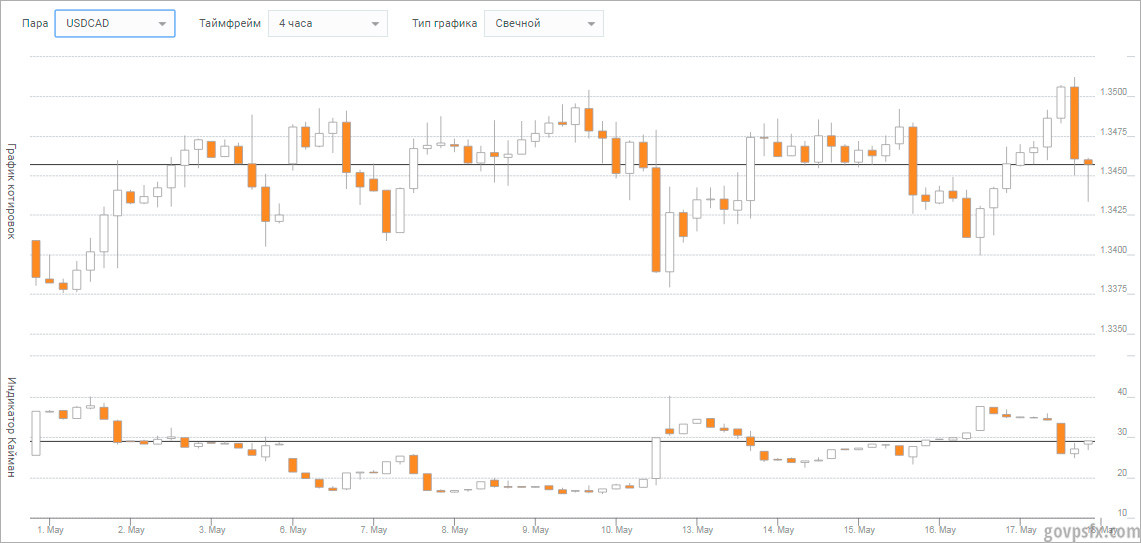 Пара USDCAD Таймфрейм 4 часа Тип графика Свечной
График котировок
1.3500
1.3475
1.3450
1.3425
1.3400
1.3375
1.3350
Индикатор Кайман
40
30
20
10
1. May 2. May 3. May 6. May 7. May 8. May 9. May 10. May 13. May 14. May 15. May 16. May 17. May
govpsfx.com